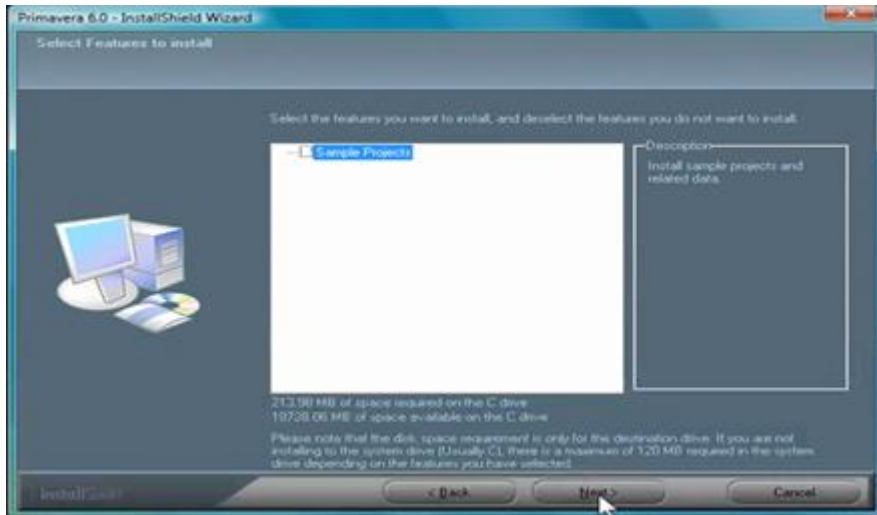 Primavera 6.0 - InstallShield Wizard
Select Features to install
Select the features you want to install, and deselect the features you do not want to install.
Sample Projects
Description
Install sample projects and
related data.
213.98 MB of space required on the C drive
19728.06 MB of space available on the C drive
Please note that the disk space requirement is only for the destination drive. If you are not
installing to the system drive (Usually C), there is a maximum of 120 MB required in the system
drive depending on the features you have selected.
InstallShield
< Back
Next >
Cancel